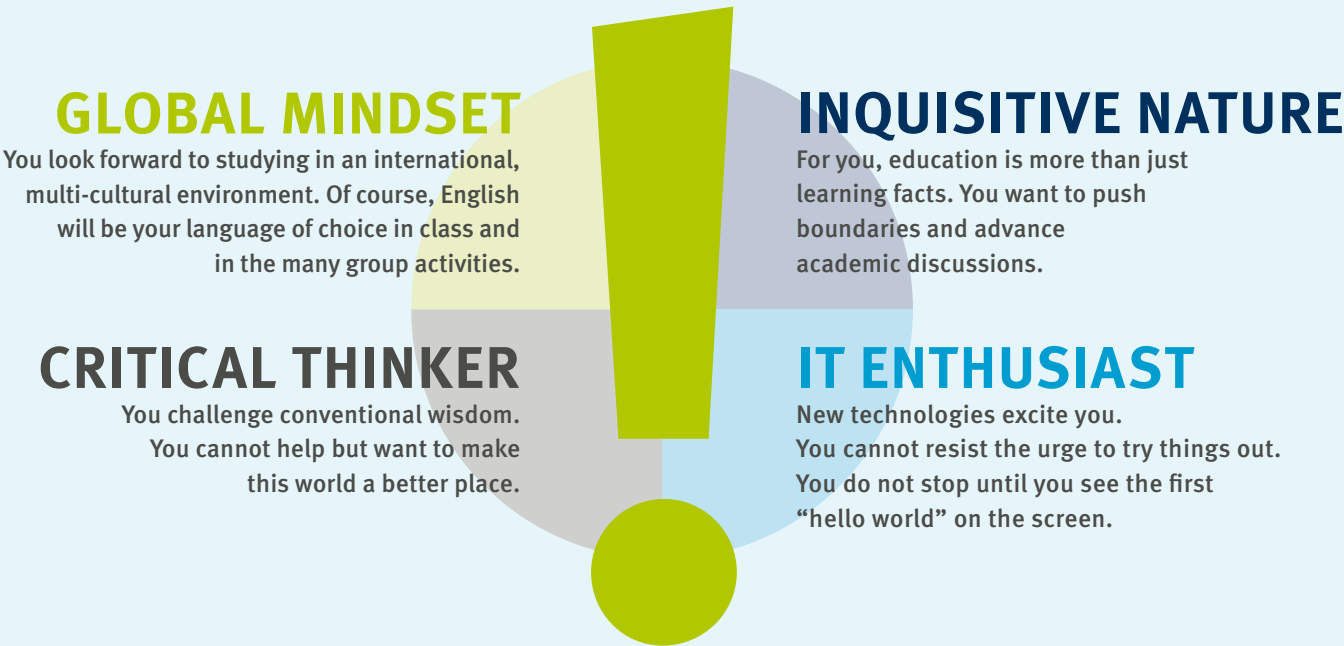 GLOBAL MINDSET
You look forward to studying in an international,
multi-cultural environment. Of course, English
will be your language of choice in class and
in the many group activities.
INQUISITIVE NATURE
For you, education is more than just
learning facts. You want to push
boundaries and advance
academic discussions.
CRITICAL THINKER
You challenge conventional wisdom.
You cannot help but want to make
this world a better place.
IT ENTHUSIAST
New technologies excite you.
You cannot resist the urge to try things out.
You do not stop until you see the first
“hello world” on the screen.